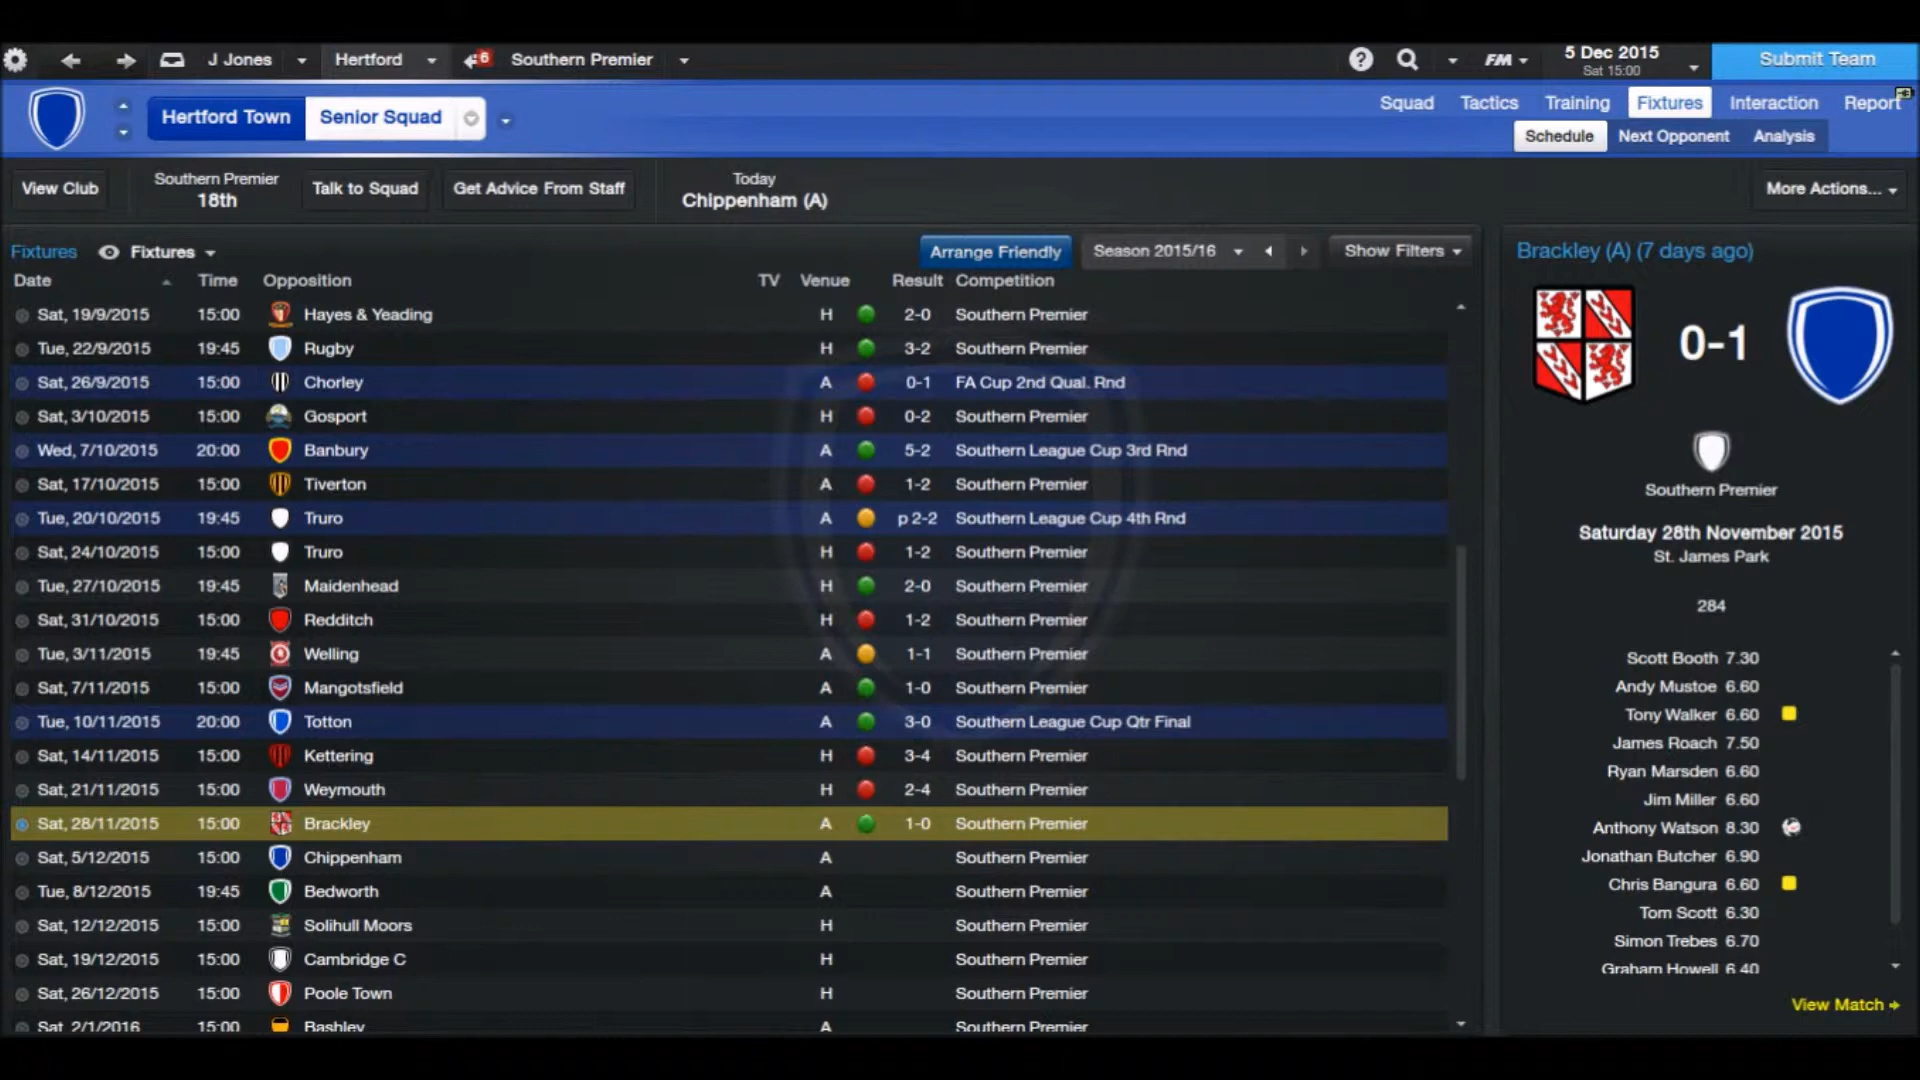 J Jones Hertford 6 Southern Premier FM 5 Dec 2015 Submit Team
Sat 15:00
Hertford Town Senior Squad Squad Tactics Training Fixtures Interaction Report
Schedule Next Opponent Analysis
View Club Southern Premier Talk to Squad Get Advice From Staff Today More Actions...
18th Chippenham (A)
Fixtures Fixtures Arrange Friendly Season 2015/16 Show Filters
Date Time Opposition TV Venue Result Competition
Sat, 19/9/2015 15:00 Hayes & Yeading H 2-0 Southern Premier
Tue, 22/9/2015 19:45 Rugby H 3-2 Southern Premier
Sat, 26/9/2015 15:00 Chorley A 0-1 FA Cup 2nd Qual. Rnd
Sat, 3/10/2015 15:00 Gosport H 0-2 Southern Premier
Wed, 7/10/2015 20:00 Banbury A 5-2 Southern League Cup 3rd Rnd
Sat, 17/10/2015 15:00 Tiverton A 1-2 Southern Premier
Tue, 20/10/2015 19:45 Truro A p 2-2 Southern League Cup 4th Rnd
Sat, 24/10/2015 15:00 Truro H 1-2 Southern Premier
Tue, 27/10/2015 19:45 Maidenhead H 2-0 Southern Premier
Sat, 31/10/2015 15:00 Redditch H 1-2 Southern Premier
Tue, 3/11/2015 19:45 Welling A 1-1 Southern Premier
Sat, 7/11/2015 15:00 Mangotsfield A 1-0 Southern Premier
Tue, 10/11/2015 20:00 Totton A 3-0 Southern League Cup Qtr Final
Sat, 14/11/2015 15:00 Kettering H 3-4 Southern Premier
Sat, 21/11/2015 15:00 Weymouth H 2-4 Southern Premier
Sat, 28/11/2015 15:00 Brackley A 1-0 Southern Premier
Sat, 5/12/2015 15:00 Chippenham A Southern Premier
Tue, 8/12/2015 19:45 Bedworth A Southern Premier
Sat, 12/12/2015 15:00 Solihull Moors H Southern Premier
Sat, 19/12/2015 15:00 Cambridge C H Southern Premier
Sat, 26/12/2015 15:00 Poole Town H Southern Premier
Sat, 2/1/2016 15:00 Bashley A Southern Premier
Brackley (A) (7 days ago)
0-1
Southern Premier
Saturday 28th November 2015
St. James Park
284
Scott Booth 7.30
Andy Mustoe 6.60
Tony Walker 6.60
James Roach 7.50
Ryan Marsden 6.60
Jim Miller 6.60
Anthony Watson 8.30
Jonathan Butcher 6.90
Chris Bangura 6.60
Tom Scott 6.30
Simon Trebes 6.70
Graham Howell 6.40
View Match